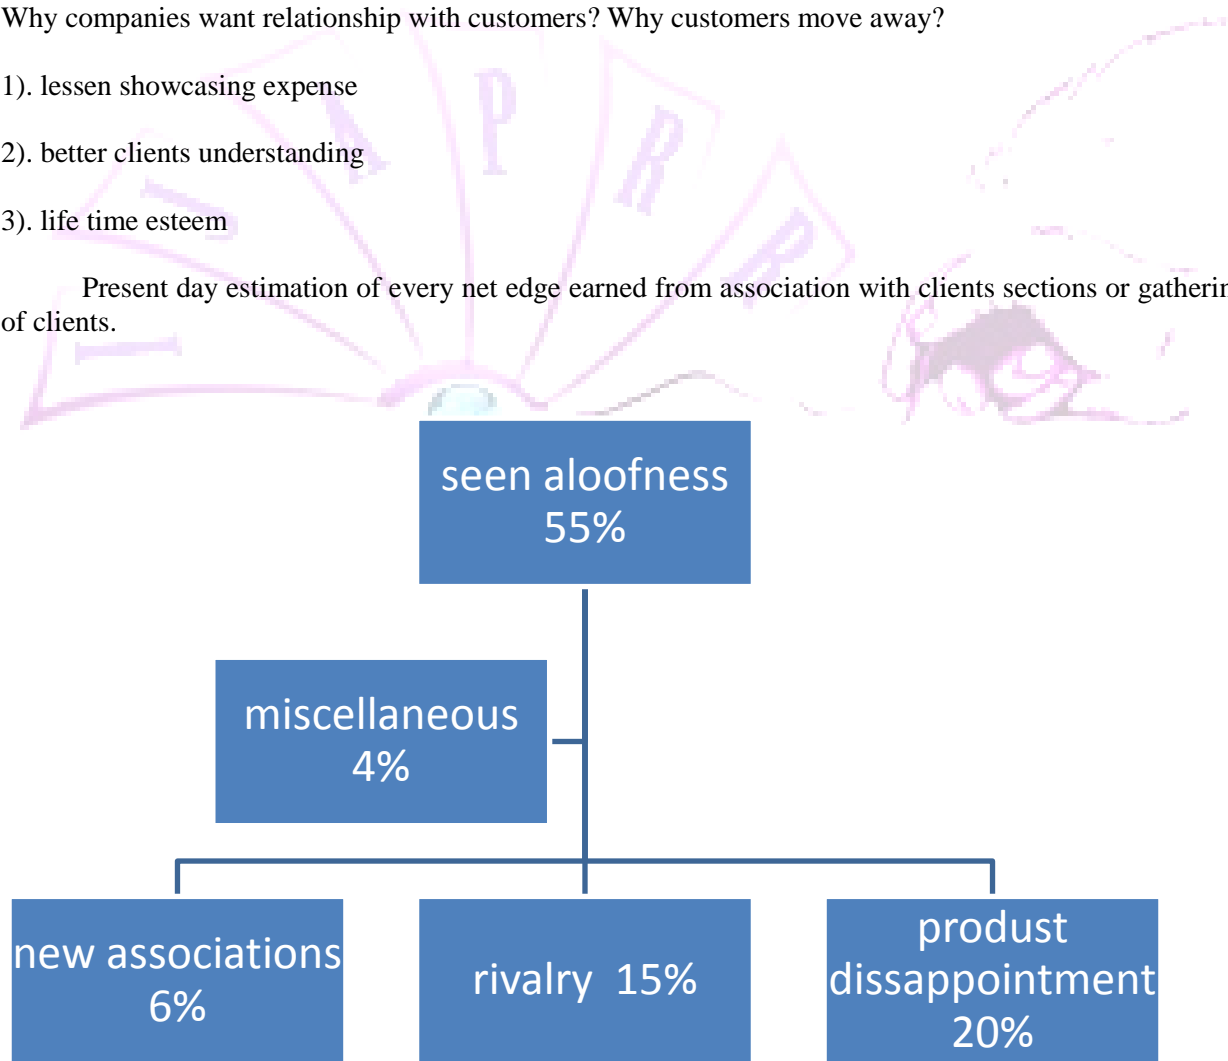 Why companies want relationship with customers? Why customers move away?
1). lessen showcasing expense
2). better clients understanding
3). life time esteem
Present day estimation of every net edge earned from association with clients sections or gatherin
of clients.
I J A P R R
seen aloofness
55%
miscellaneous
4%
new associations
6%
rivalry 15%
produst
dissappointment
20%